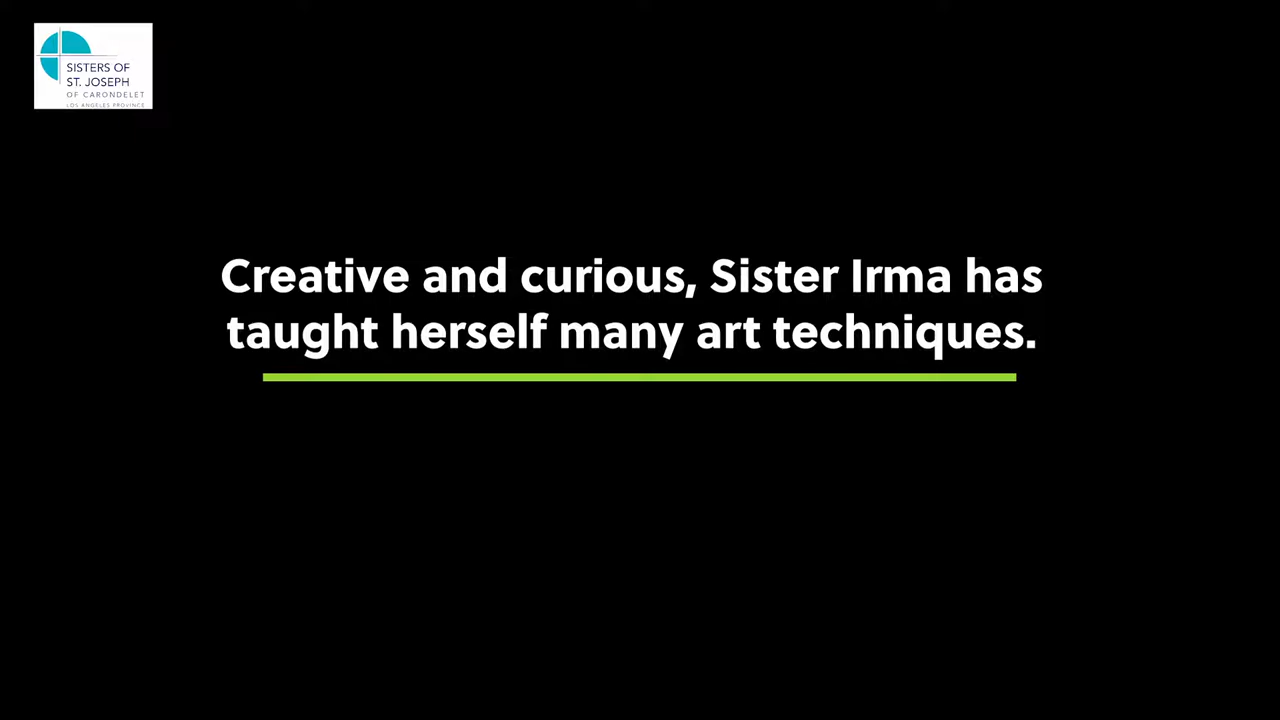 SISTERS OF
ST. JOSEPH
OF CARONDELET
LOS ANGELES PROVINCE
Creative and curious, Sister Irma has
taught herself many art techniques.